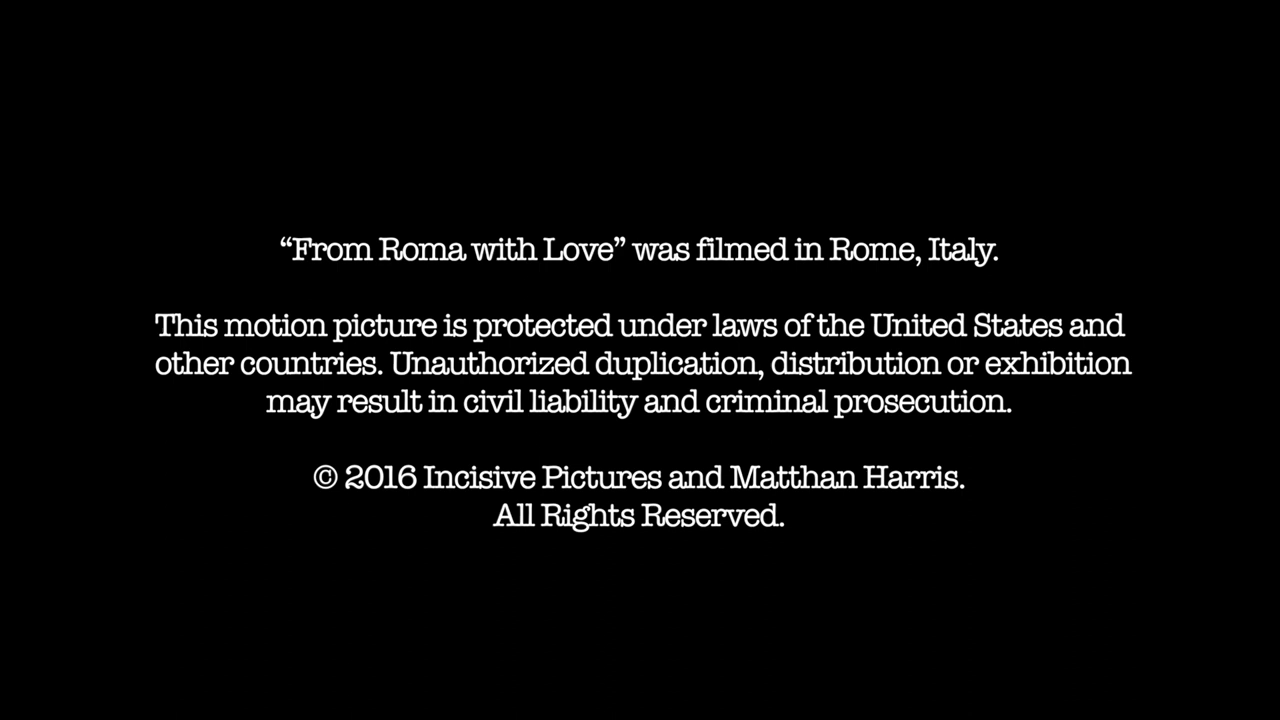 “From Roma with Love” was filmed in Rome, Italy.
This motion picture is protected under laws of the United States and
other countries. Unauthorized duplication, distribution or exhibition
may result in civil liability and criminal prosecution.
© 2016 Incisive Pictures and Matthan Harris.
All Rights Reserved.